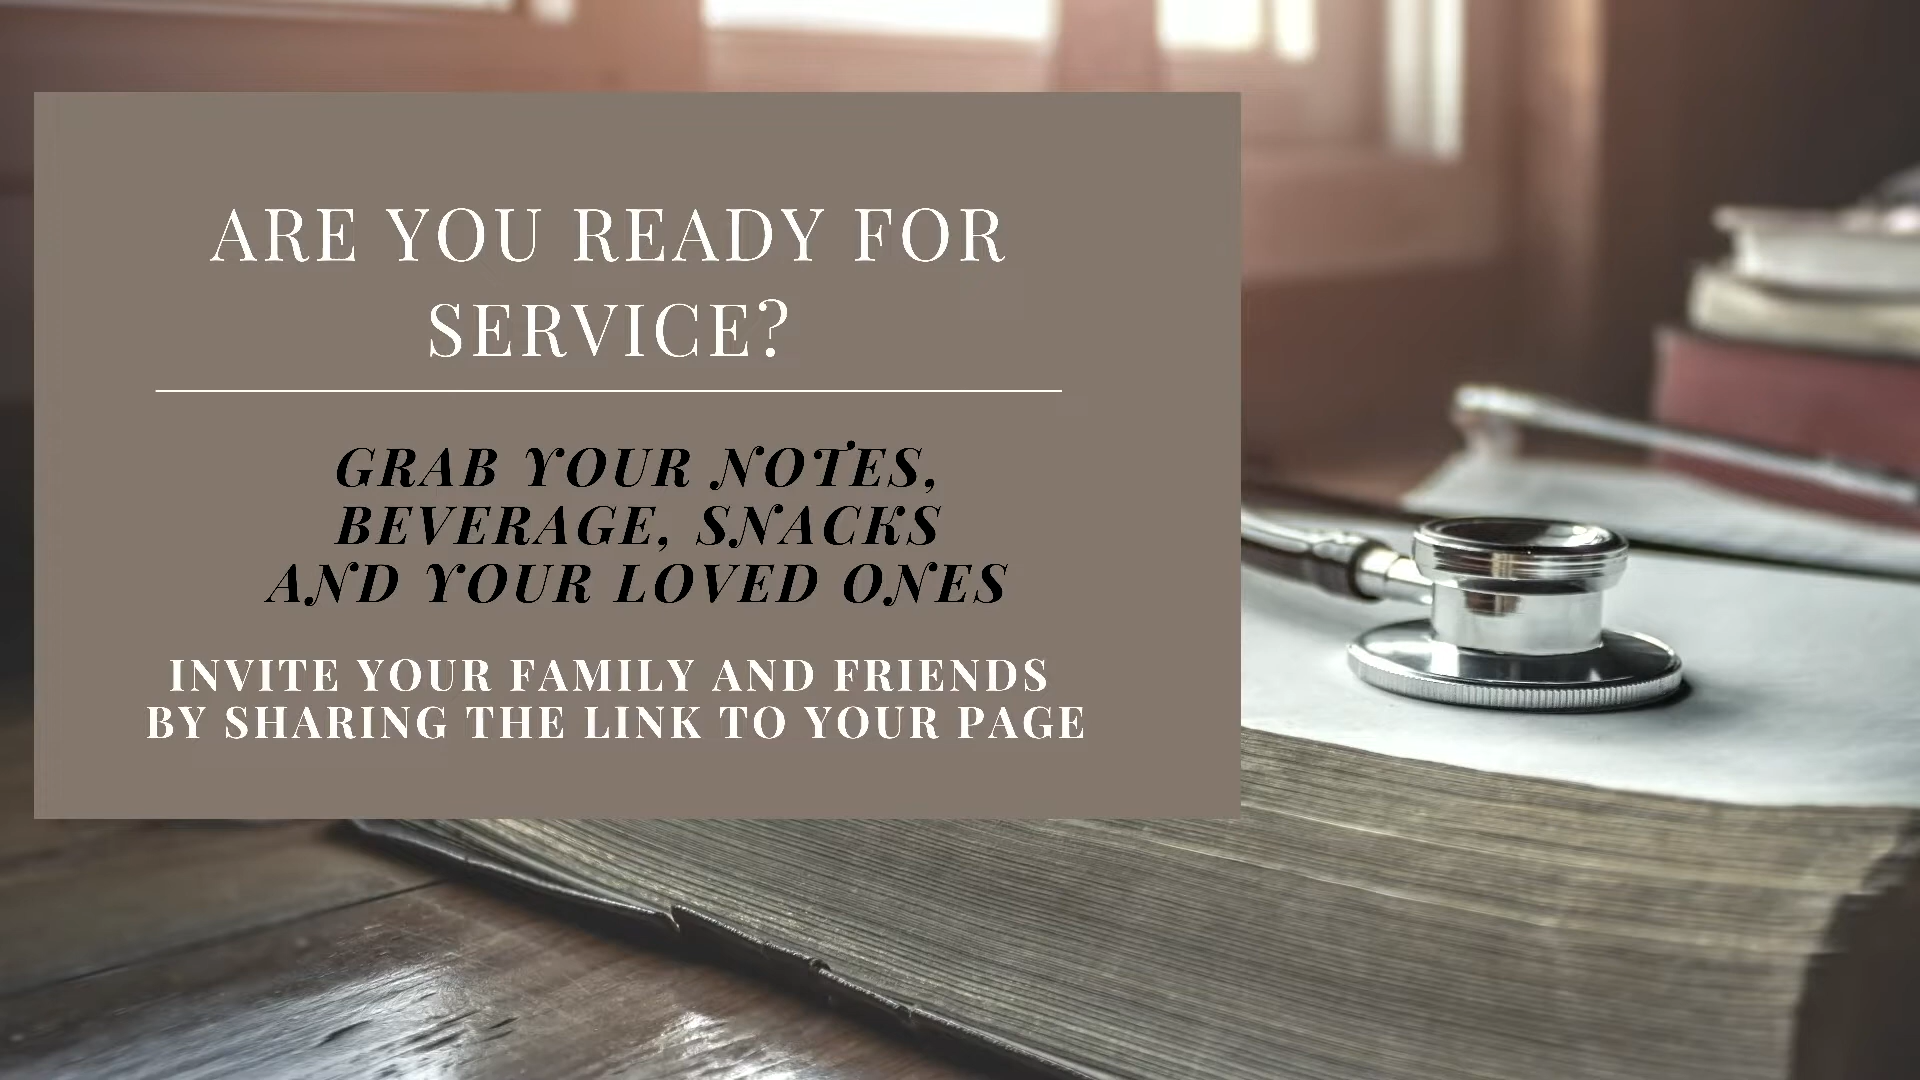 ARE YOU READY FOR
SERVICE?
GRAB YOUR NOTES,
BEVERAGE, SNACKS
AND YOUR LOVED ONES
INVITE YOUR FAMILY AND FRIENDS
BY SHARING THE LINK TO YOUR PAGE